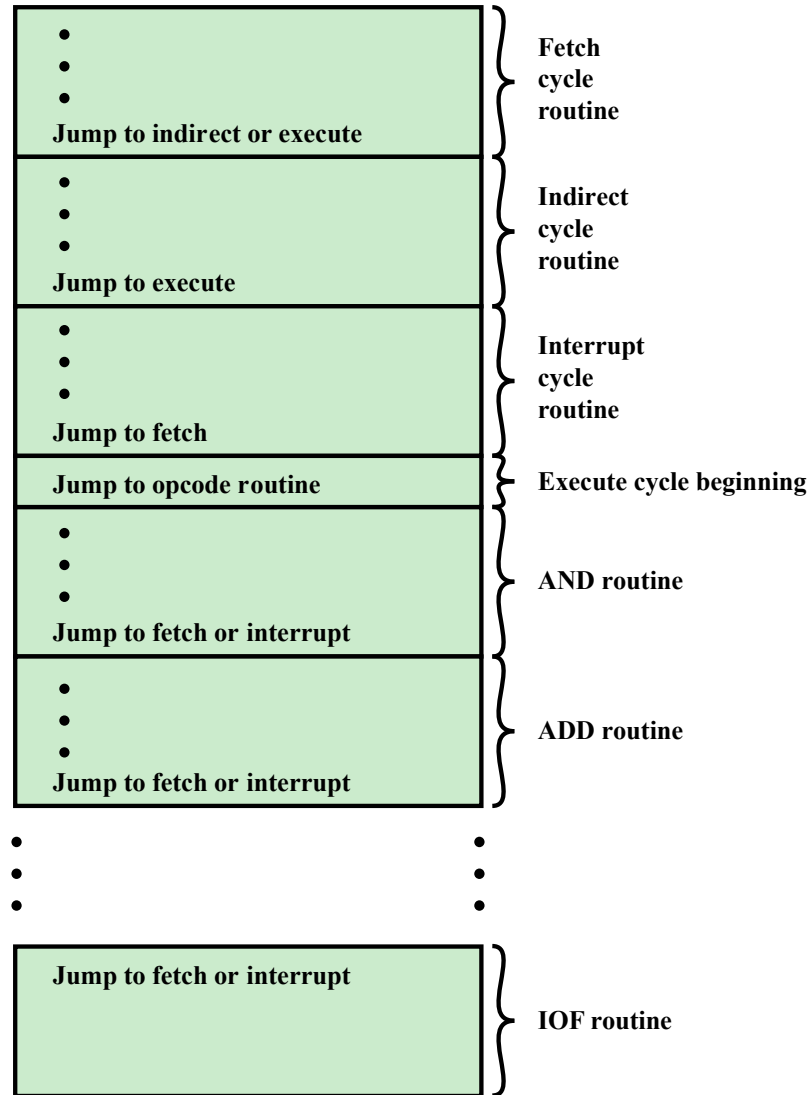 Fetch
cycle
routine
Jump to indirect or execute
Indirect
cycle
routine
Jump to execute
Interrupt
cycle
routine
Jump to fetch
Jump to opcode routine
Execute cycle beginning
AND routine
Jump to fetch or interrupt
ADD routine
Jump to fetch or interrupt
Jump to fetch or interrupt
IOF routine